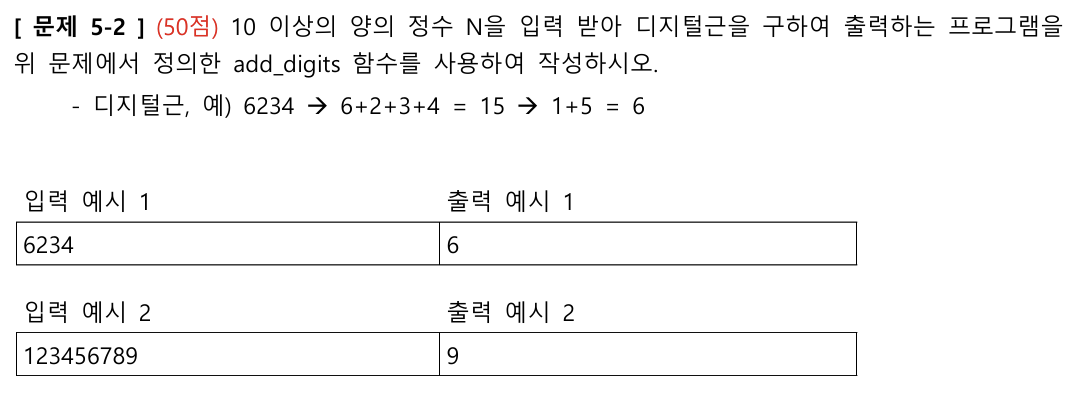 [ 문제 5-2 ] (50점) 10 이상의 양의 정수 N을 입력 받아 디지털근을 구하여 출력하는 프로그램을
위 문제에서 정의한 add_digits 함수를 사용하여 작성하시오.
- 디지털근, 예) 6234 → 6+2+3+4 = 15 → 1+5 = 6
입력 예시 1 출력 예시 1
6234 6
입력 예시 2 출력 예시 2
123456789 9